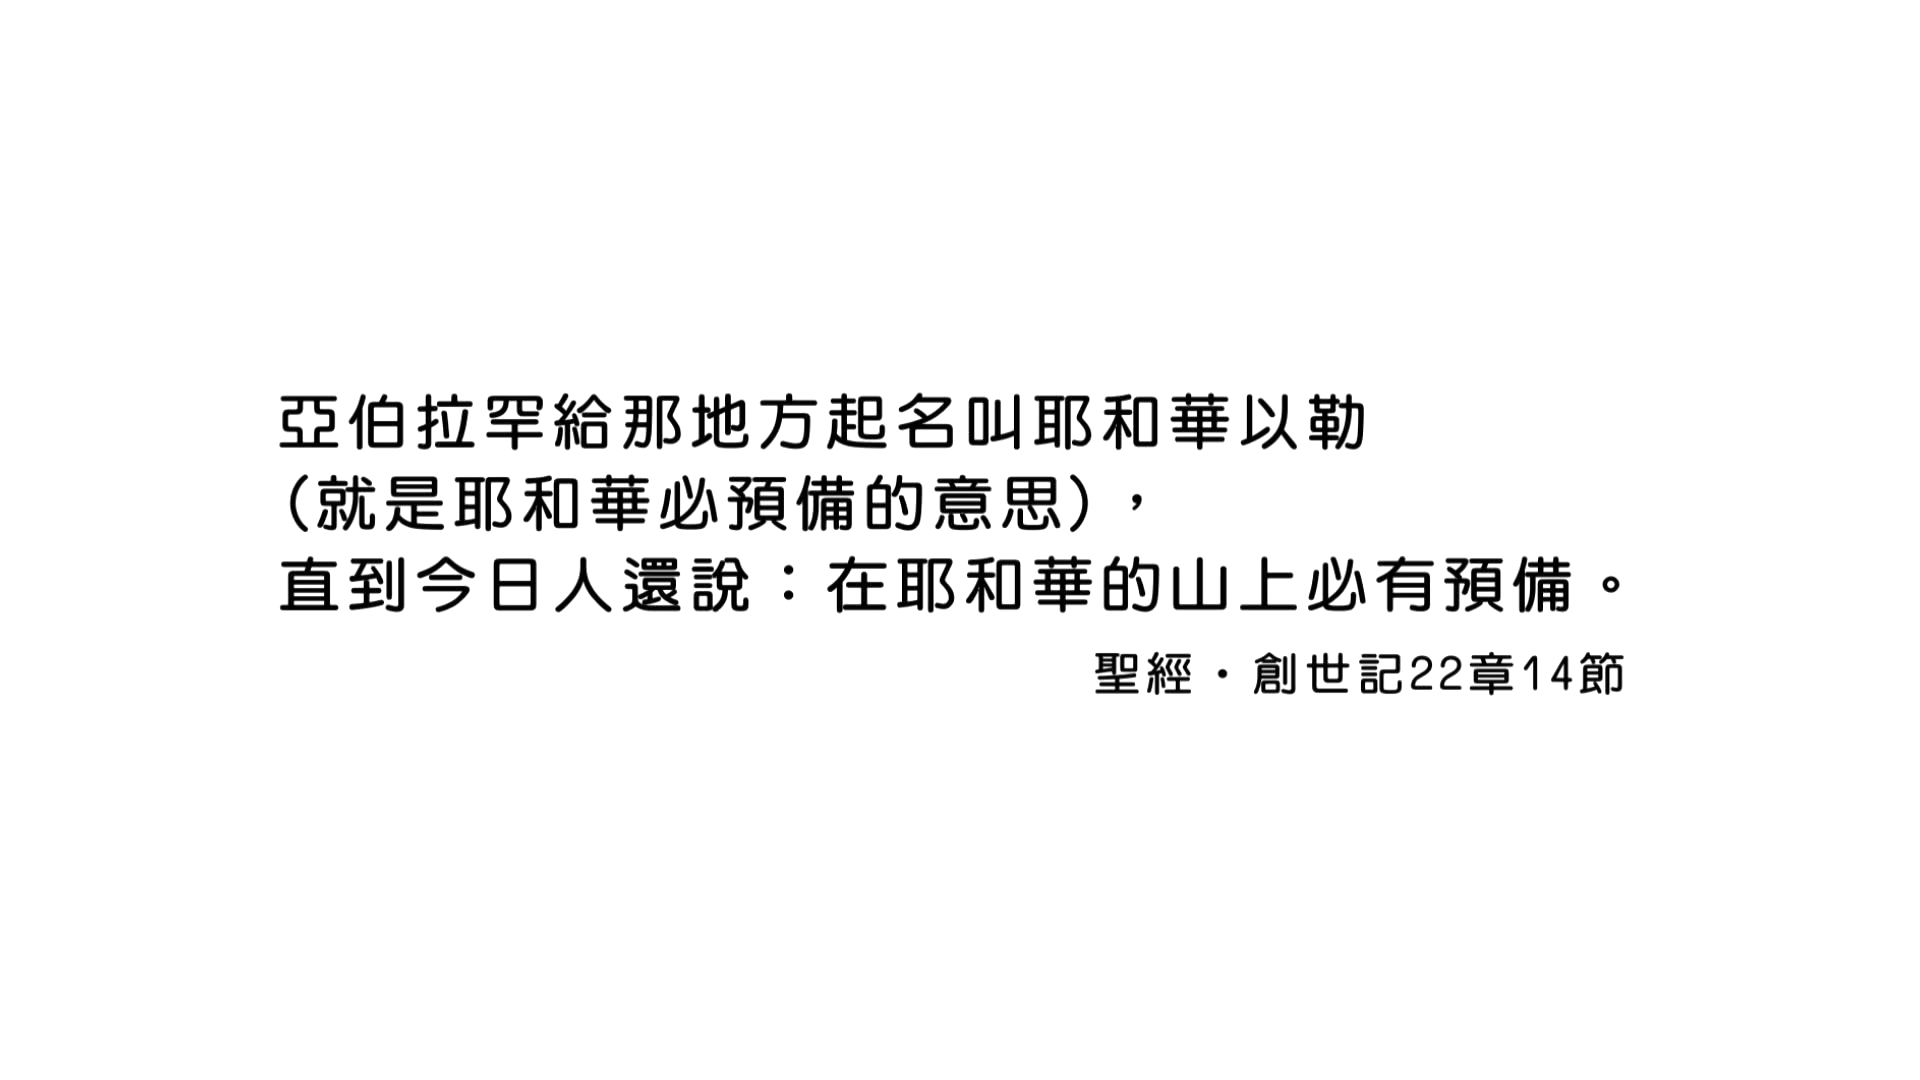 亞伯拉罕給那地方起名叫耶和華以勒
(就是耶和華必預備的意思)，
直到今日人還說：在耶和華的山上必有預備。
聖經・創世記22章14節